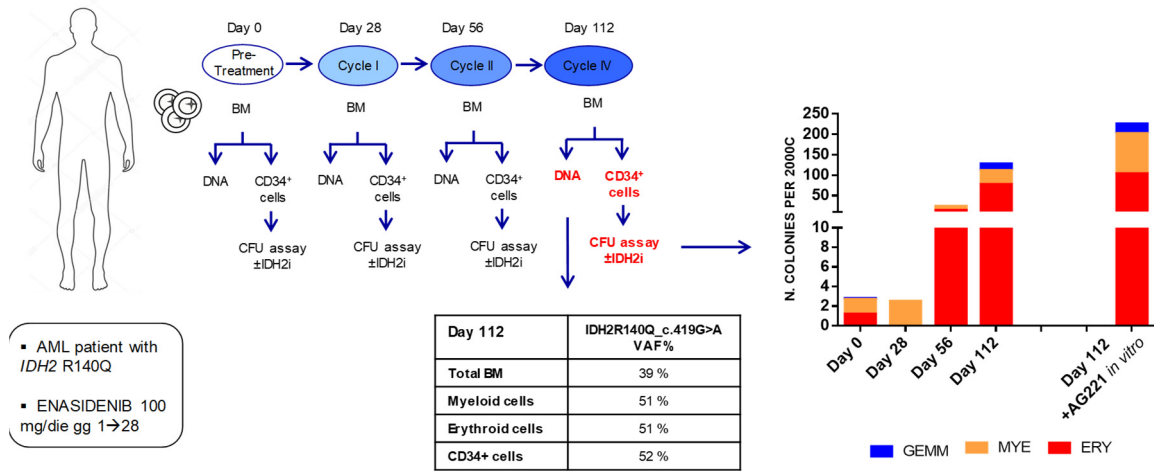 Day 0
Day 28
Day 56
Day 112
Pre-
Treatment
Cycle I
Cycle II
Cycle IV
BM
BM
BM
BM
DNA
CD34+
cells
DNA
CD34+
cells
DNA
CD34+
cells
DNA
CD34+
cells
CFU assay
±IDH2i
CFU assay
±IDH2i
CFU assay
±IDH2i
CFU assay
±IDH2i
▪ AML patient with
IDH2 R140Q
▪ ENASIDENIB 100
mg/die gg 1→28
Day 112
IDH2R140Q_c.419G>A
VAF%
Total BM
39 %
Myeloid cells
51 %
Erythroid cells
51 %
CD34+ cells
52 %
N. COLONIES PER 2000C
250
200
150
100
50
10
8
6
4
2
0
Day 0
Day 28
Day 56
Day 112
Day 112
+AG221 in vitro
GEMM
MYE
ERY